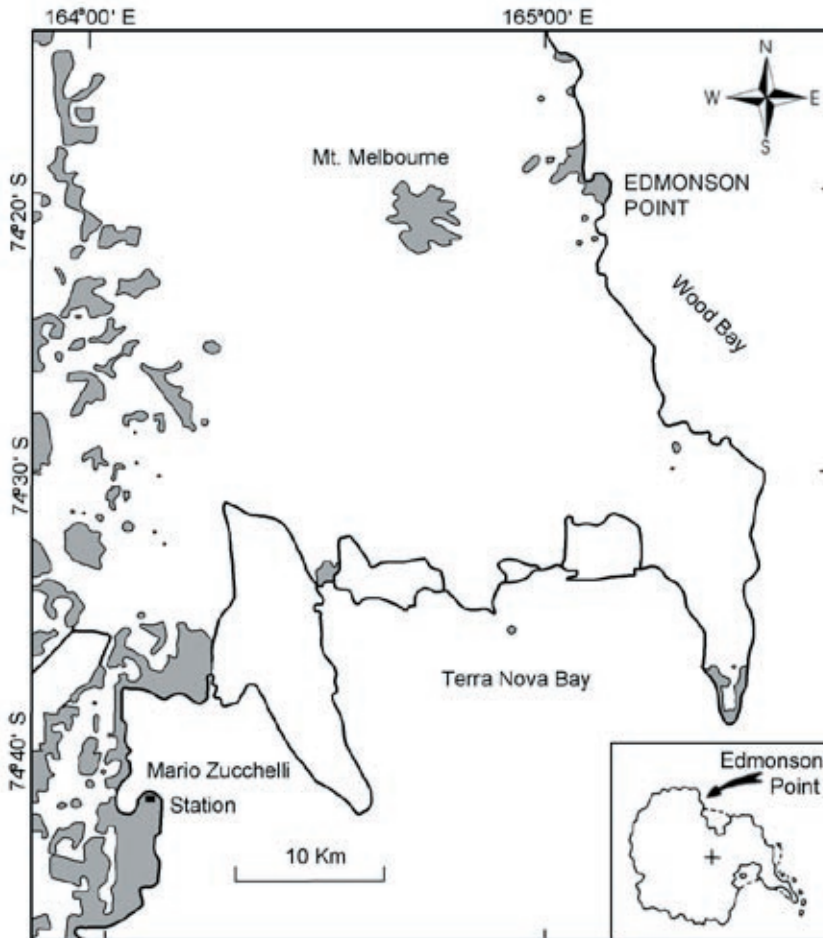 164°00' E
165°00' E
N
W
E
S
Mt. Melbourne
EDMONSON
POINT
74°20' S
Wood Bay
74°30' S
Terra Nova Bay
74°40' S
Mario Zucchelli
Station
10 Km
Edmonson
Point